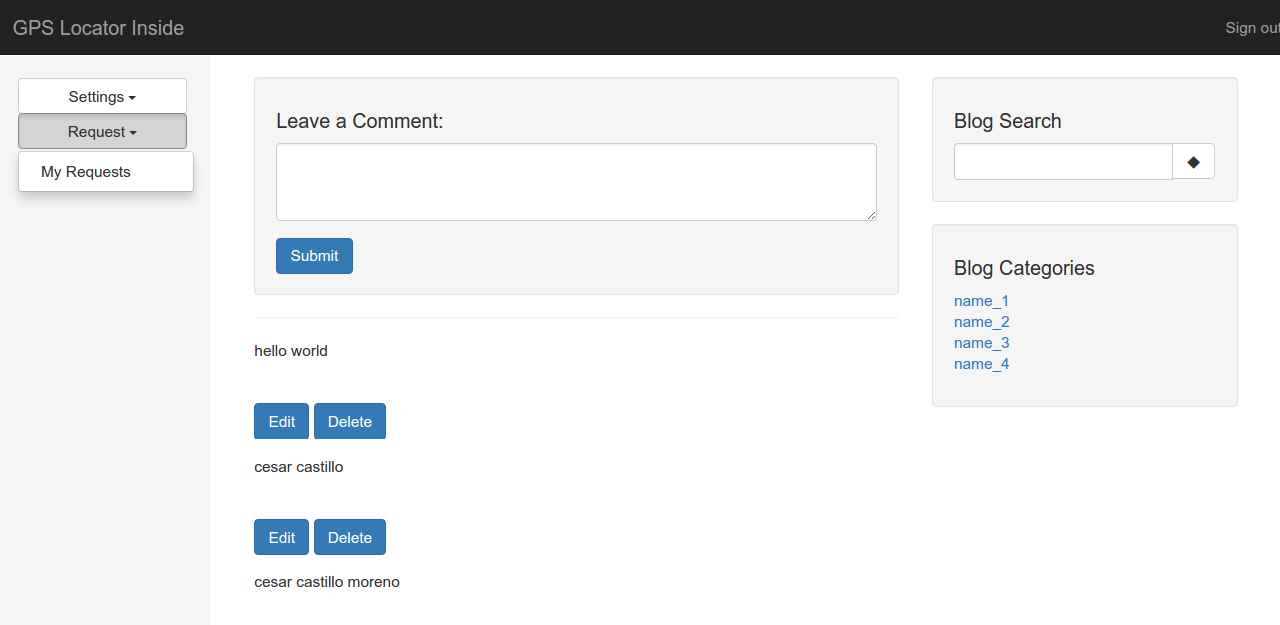 GPS Locator Inside
Sign out
Settings
Request
My Requests
Leave a Comment:
Submit
hello world
Edit Delete
cesar castillo
Edit Delete
cesar castillo moreno
Blog Search
Blog Categories
name_1
name_2
name_3
name_4